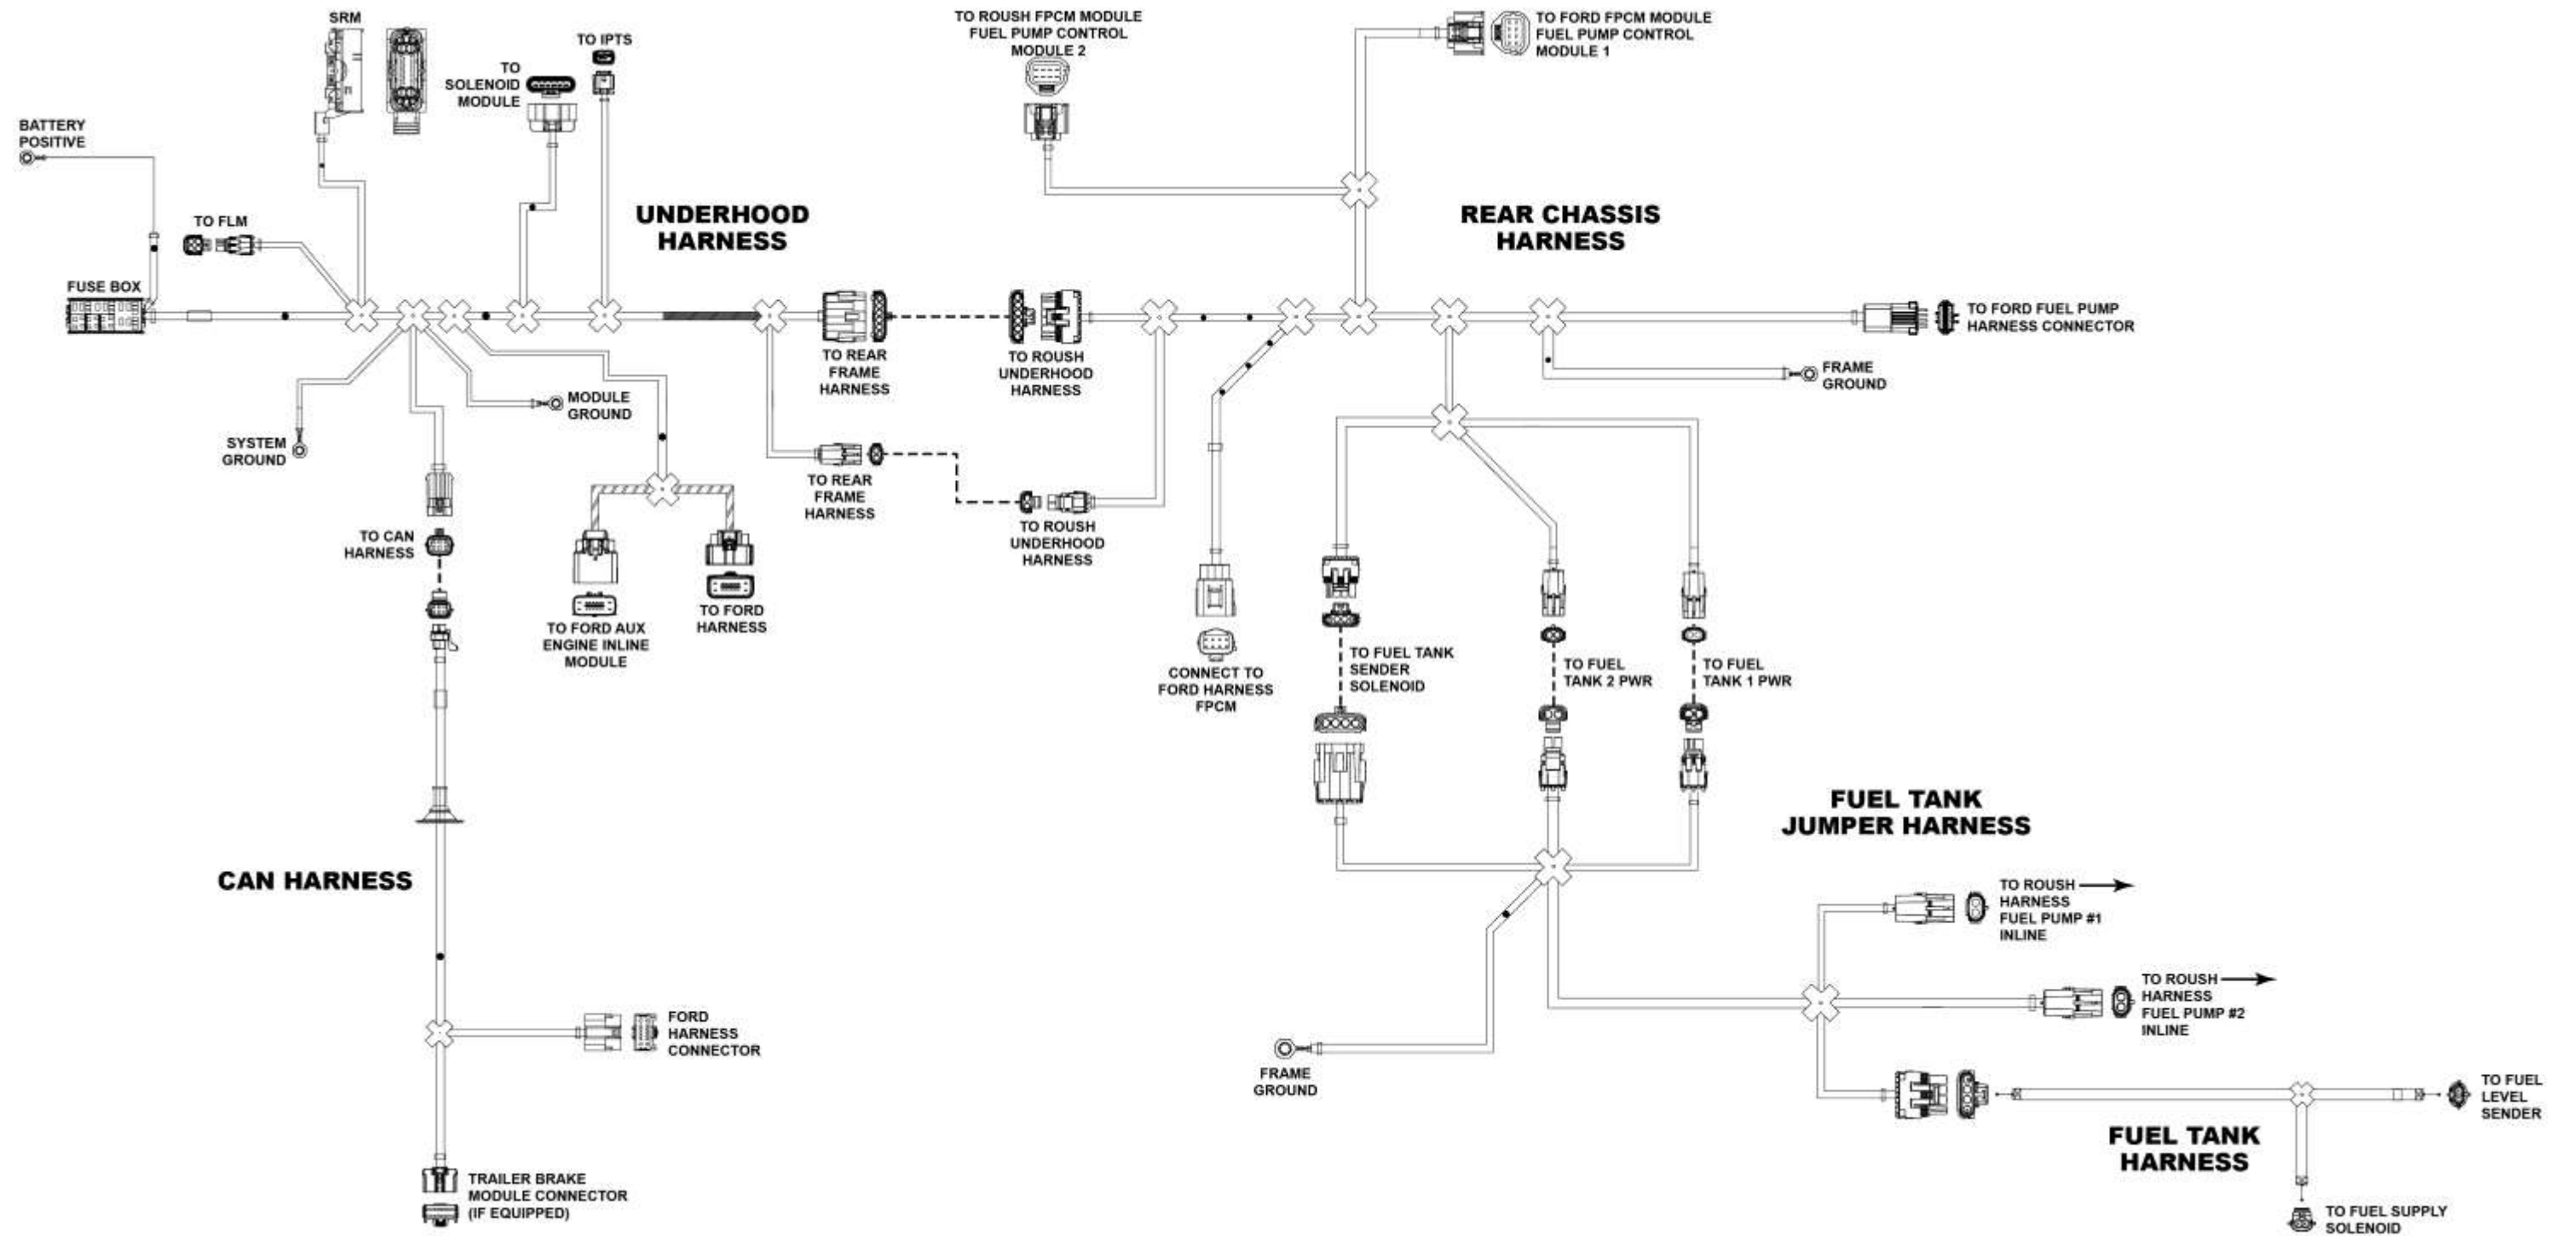 SRM
TO IPTS
TO
SOLENOID
MODULE
BATTERY
POSITIVE
TO FLM
FUSE BOX
UNDERHOOD
HARNESS
TO ROUSH FPCM MODULE
FUEL PUMP CONTROL
MODULE 2
TO FORD FPCM MODULE
FUEL PUMP CONTROL
MODULE 1
REAR CHASSIS
HARNESS
TO REAR
FRAME
HARNESS
TO ROUSH
UNDERHOOD
HARNESS
TO FORD FUEL PUMP
HARNESS CONNECTOR
FRAME
GROUND
MODULE
GROUND
SYSTEM
GROUND
TO REAR
FRAME
HARNESS
TO ROUSH
UNDERHOOD
HARNESS
TO CAN
HARNESS
TO FORD AUX
ENGINE INLINE
MODULE
TO FORD
HARNESS
CONNECT TO
FORD HARNESS
FPCM
TO FUEL TANK
SENDER
SOLENOID
TO FUEL
TANK 2 PWR
TO FUEL
TANK 1 PWR
FUEL TANK
JUMPER HARNESS
CAN HARNESS
TO ROUSH
HARNESS
FUEL PUMP #1
INLINE
TO ROUSH
HARNESS
FUEL PUMP #2
INLINE
FORD
HARNESS
CONNECTOR
FRAME
GROUND
TO FUEL
LEVEL
SENDER
FUEL TANK
HARNESS
TRAILER BRAKE
MODULE CONNECTOR
(IF EQUIPPED)
TO FUEL SUPPLY
SOLENOID